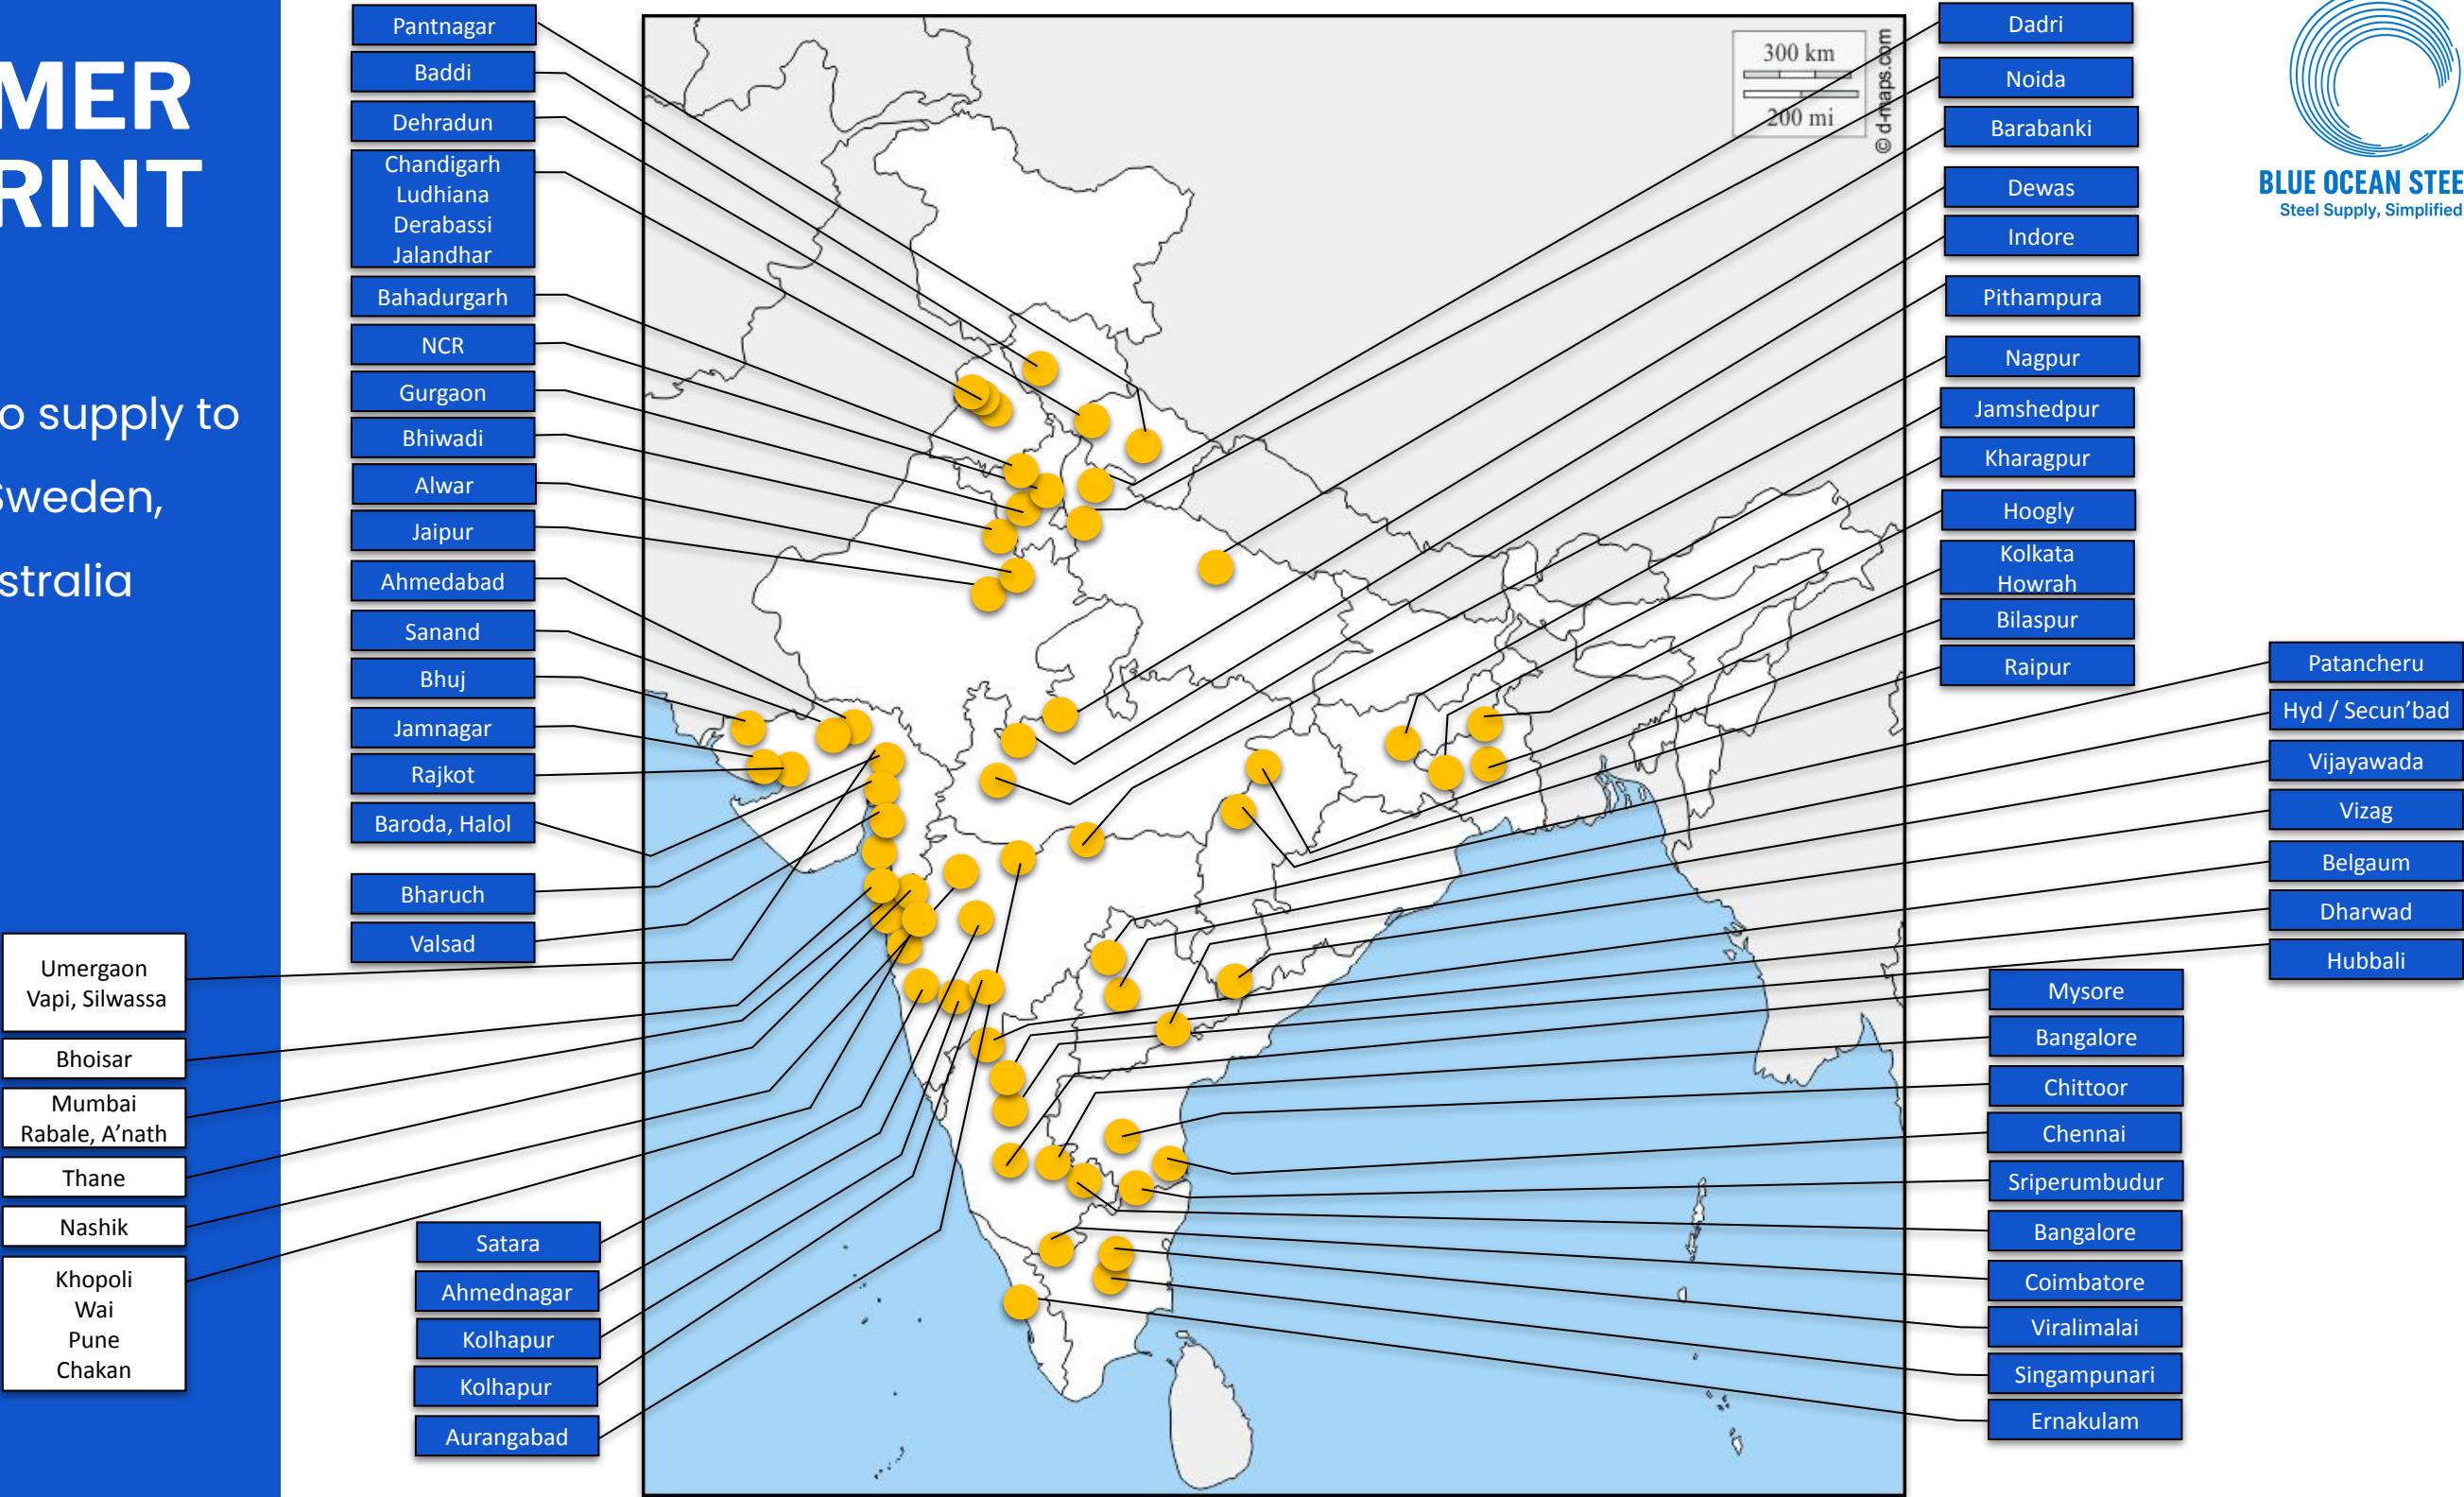 MER
RINT
o supply to
Sweden,
stralia
Pantnagar
Baddi
Dehradun
Chandigarh
Ludhiana
Derabassi
Jalandhar
Bahadurgarh
NCR
Gurgaon
Bhiwadi
Alwar
Jaipur
Ahmedabad
Sanand
Bhuj
Jamnagar
Rajkot
Baroda, Halol
Bharuch
Valsad
Umergaon
Vapi, Silwassa
Bhoisar
Mumbai
Rabale, A'nath
Thane
Nashik
Khopoli
Wai
Pune
Chakan
Satara
Ahmednagar
Kolhapur
Kolhapur
Aurangabad
300 km
200 mi
© d-maps.com
Dadri
Noida
Barabanki
Dewas
Indore
Pithampura
Nagpur
Jamshedpur
Kharagpur
Hoogly
Kolkata
Howrah
Bilaspur
Raipur
BLUE OCEAN STEE
Steel Supply, Simplified
Patancheru
Hyd / Secun'bad
Vijayawada
Vizag
Belgaum
Dharwad
Hubbali
Mysore
Bangalore
Chittoor
Chennai
Sriperumbudur
Bangalore
Coimbatore
Viralimalai
Singampunari
Ernakulam